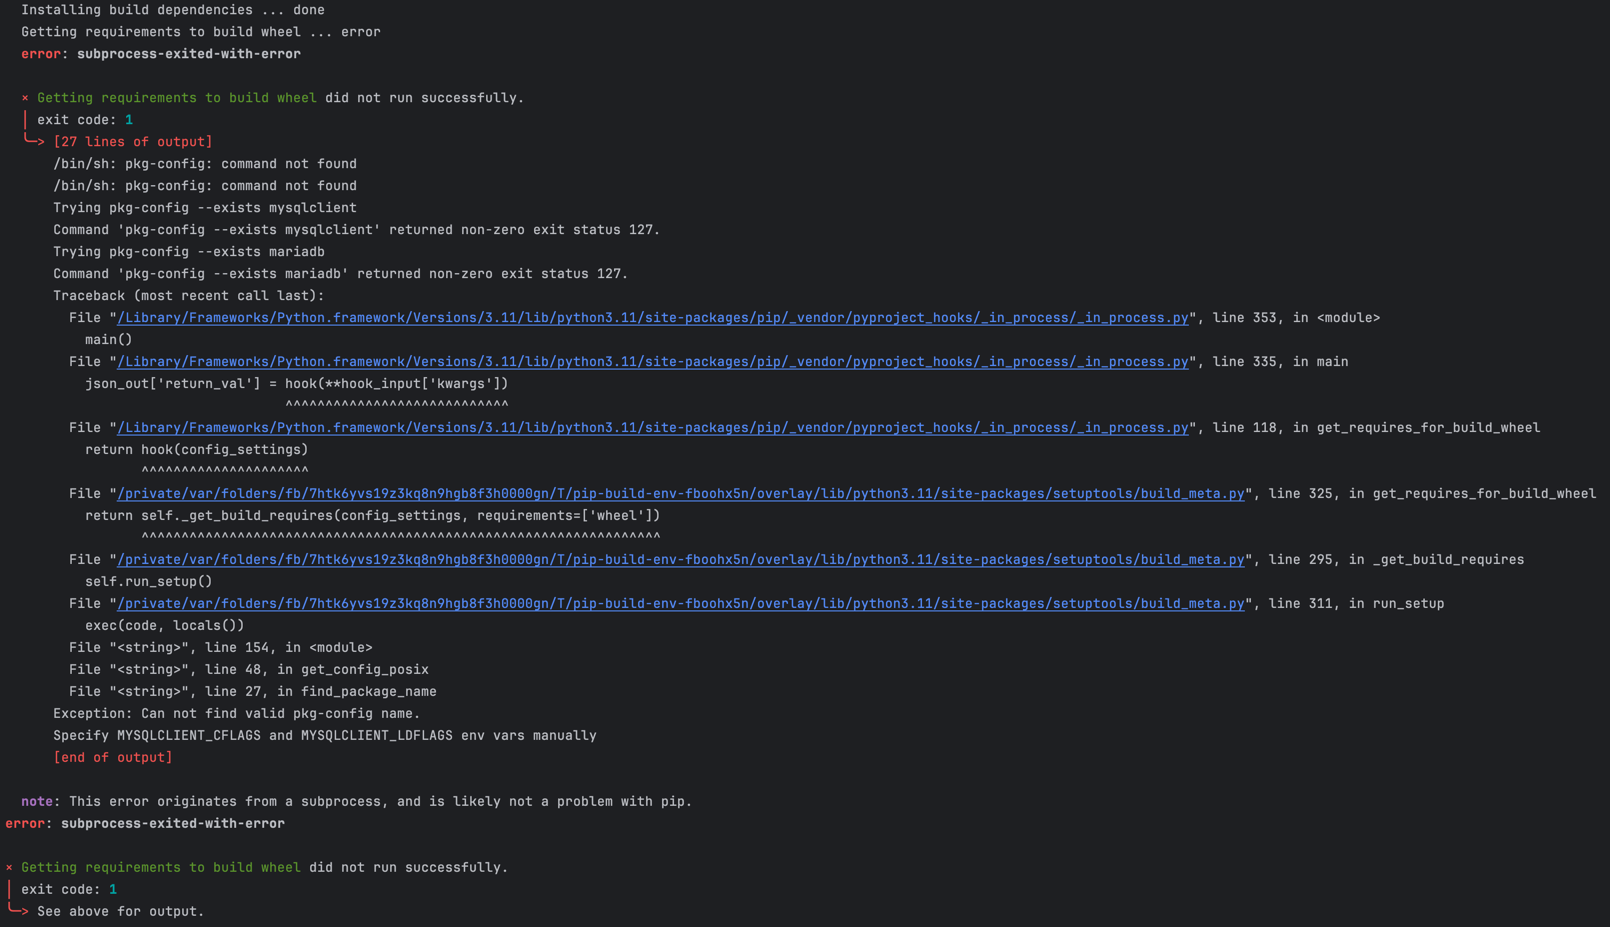 Installing build dependencies ... done
Getting requirements to build wheel ... error
error: subprocess-exited-with-error
× Getting requirements to build wheel did not run successfully.
│ exit code: 1
╰─> [27 lines of output]
/bin/sh: pkg-config: command not found
/bin/sh: pkg-config: command not found
Trying pkg-config --exists mysqlclient
Command 'pkg-config --exists mysqlclient' returned non-zero exit status 127.
Trying pkg-config --exists mariadb
Command 'pkg-config --exists mariadb' returned non-zero exit status 127.
Traceback (most recent call last):
File "/Library/Frameworks/Python.framework/Versions/3.11/lib/python3.11/site-packages/pip/_vendor/pyproject_hooks/_in_process/_in_process.py", line 353, in <module>
main()
File "/Library/Frameworks/Python.framework/Versions/3.11/lib/python3.11/site-packages/pip/_vendor/pyproject_hooks/_in_process/_in_process.py", line 335, in main
json_out['return_val'] = hook(**hook_input['kwargs'])
^^^^^^^^^^^^^^^^^^^^^^^^^^^^
File "/Library/Frameworks/Python.framework/Versions/3.11/lib/python3.11/site-packages/pip/_vendor/pyproject_hooks/_in_process/_in_process.py", line 118, in get_requires_for_build_wheel
return hook(config_settings)
^^^^^^^^^^^^^^^^^^^^^
File "/private/var/folders/fb/7htk6yvs19z3kq8n9hgb8f3h0000gn/T/pip-build-env-fboohx5n/overlay/lib/python3.11/site-packages/setuptools/build_meta.py", line 325, in get_requires_for_build_wheel
return self._get_build_requires(config_settings, requirements=['wheel'])
^^^^^^^^^^^^^^^^^^^^^^^^^^^^^^^^^^^^^^^^^^^^^^^^^^^^^^^^^^^^^^^^^
File "/private/var/folders/fb/7htk6yvs19z3kq8n9hgb8f3h0000gn/T/pip-build-env-fboohx5n/overlay/lib/python3.11/site-packages/setuptools/build_meta.py", line 295, in _get_build_requires
self.run_setup()
File "/private/var/folders/fb/7htk6yvs19z3kq8n9hgb8f3h0000gn/T/pip-build-env-fboohx5n/overlay/lib/python3.11/site-packages/setuptools/build_meta.py", line 311, in run_setup
exec(code, locals())
File "<string>", line 154, in <module>
File "<string>", line 48, in get_config_posix
File "<string>", line 27, in find_package_name
Exception: Can not find valid pkg-config name.
Specify MYSQLCLIENT_CFLAGS and MYSQLCLIENT_LDFLAGS env vars manually
[end of output]
note: This error originates from a subprocess, and is likely not a problem with pip.
error: subprocess-exited-with-error
× Getting requirements to build wheel did not run successfully.
│ exit code: 1
╰─> See above for output.